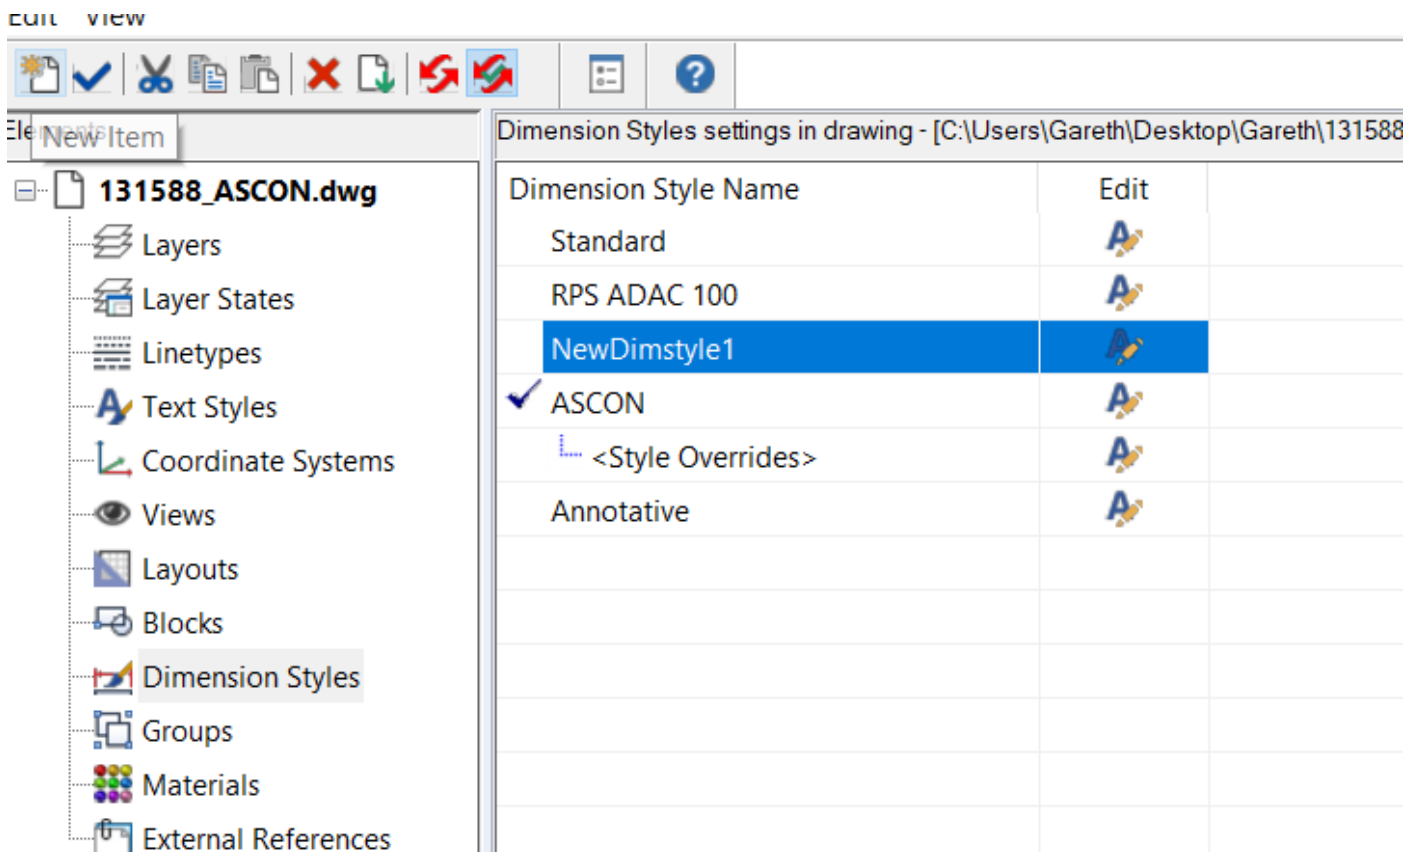 Edit View
New Item
Dimension Styles settings in drawing - [C:\Users\Gareth\Desktop\Gareth\131588
131588_ASCON.dwg
Layers
Layer States
Linetypes
Text Styles
Coordinate Systems
Views
Layouts
Blocks
Dimension Styles
Groups
Materials
External References
Dimension Style Name Edit
Standard
RPS ADAC 100
NewDimstyle1
ASCON
<Style Overrides>
Annotative